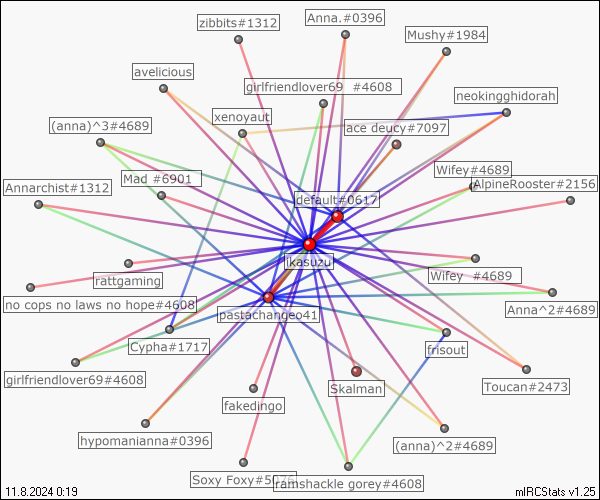 zibbits#1312
Anna.#0396
Mushy#1984
avelicious
girlfriendlover69 #4608
neokingghidorah
xenoyaut
(anna)^3#4689
ace deucy#7097
Mad #6901
Wifey#4689
AlpineRooster#2156
Annarchist#1312
default#0617
ikasuzu
rattgaming
Wifey #4689
no cops no laws no hope#4608
Anna^2#4689
pastachangeo41
Cypha#1717
frisout
girlfriendlover69#4608
Skalman
Toucan#2473
fakedingo
hypomanianna#0396
(anna)^2#4689
Soxy
ramshackle gorey#4608
11.8.2024 0:19
mIRCStats v1.25